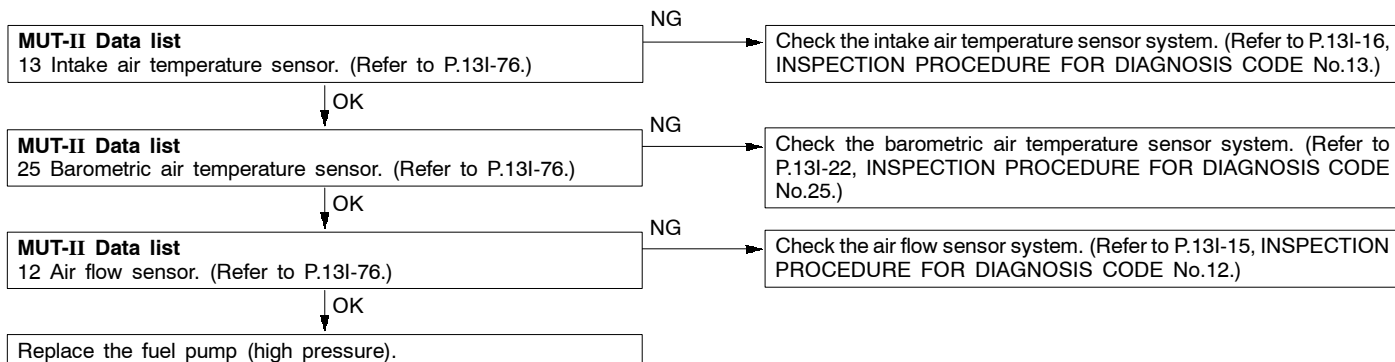 NG
MUT-II Data list
13 Intake air temperature sensor. (Refer to P.13I-76.)
Check the intake air temperature sensor system. (Refer to P.13I-16,
INSPECTION PROCEDURE FOR DIAGNOSIS CODE No.13.)
OK
NG
MUT-II Data list
25 Barometric air temperature sensor. (Refer to P.13I-76.)
Check the barometric air temperature sensor system. (Refer to
P.13I-22, INSPECTION PROCEDURE FOR DIAGNOSIS CODE
No.25.)
OK
NG
MUT-II Data list
12 Air flow sensor. (Refer to P.13I-76.)
Check the air flow sensor system. (Refer to P.13I-15, INSPECTION
PROCEDURE FOR DIAGNOSIS CODE No.12.)
OK
Replace the fuel pump (high pressure).